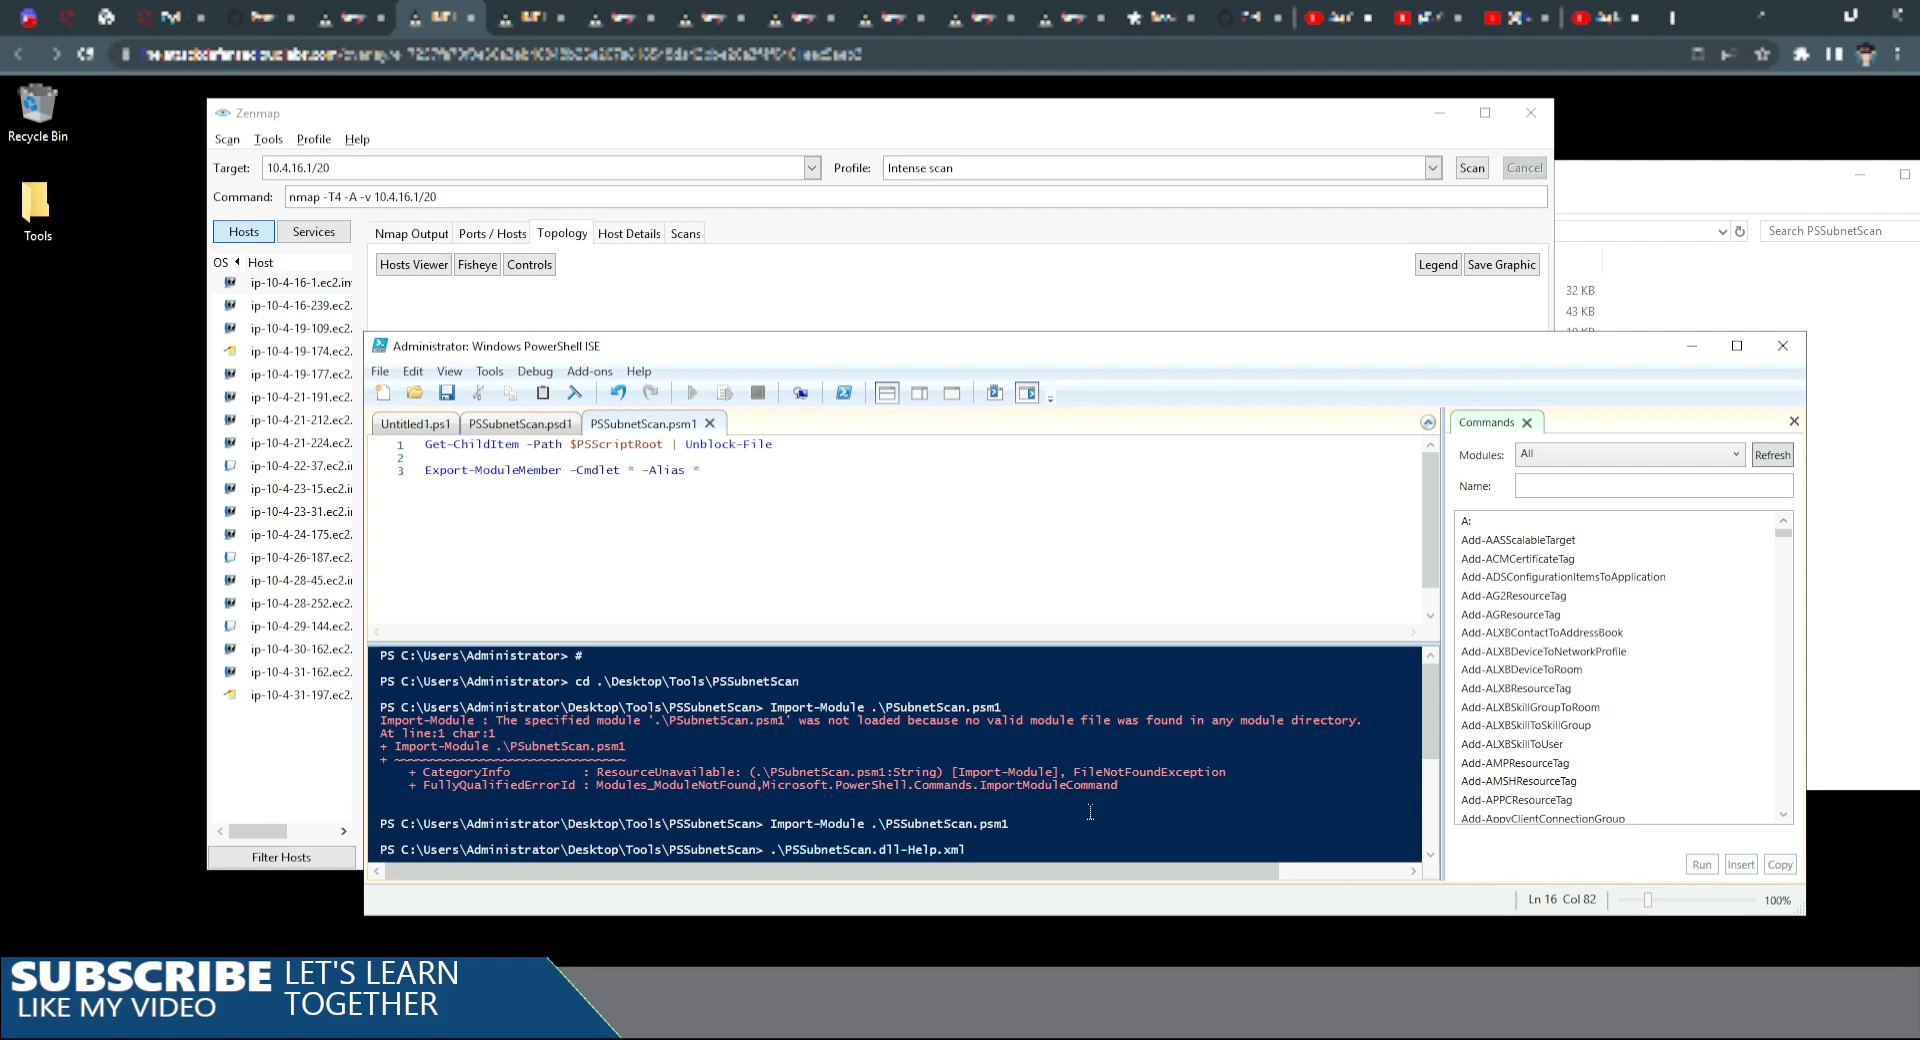 Recycle Bin
Tools
Zenmap
Scan Tools Profile Help
Target: 10.4.16.1/20 Profile: Intense scan Scan Cancel
Command: nmap -T4 -A -v 10.4.16.1/20
Hosts Services Nmap Output Ports / Hosts Topology Host Details Scans
OS Host
Hosts Viewer Fisheye Controls Legend Save Graphic
ip-10-4-16-1.ec2.in
ip-10-4-16-239.ec2.
ip-10-4-19-109.ec2.
ip-10-4-19-174.ec2.
ip-10-4-19-177.ec2.
ip-10-4-21-191.ec2.
ip-10-4-21-212.ec2.
ip-10-4-21-224.ec2.
ip-10-4-22-37.ec2.i
ip-10-4-23-15.ec2.i
ip-10-4-23-31.ec2.i
ip-10-4-24-175.ec2.
ip-10-4-26-187.ec2.
ip-10-4-28-45.ec2.i
ip-10-4-28-252.ec2.
ip-10-4-29-144.ec2.
ip-10-4-30-162.ec2.
ip-10-4-31-162.ec2.
ip-10-4-31-197.ec2.
Filter Hosts
Search PSSubnetScan
32 KB
43 KB
Administrator: Windows PowerShell ISE
File Edit View Tools Debug Add-ons Help
Untitled1.ps1 PSSubnetScan.psd1 PSSubnetScan.psm1
1 Get-ChildItem -Path $PSScriptRoot | Unblock-File
2
3 Export-ModuleMember -Cmdlet * -Alias *
PS C:\Users\Administrator> #
PS C:\Users\Administrator> cd .\Desktop\Tools\PSSubnetScan
PS C:\Users\Administrator\Desktop\Tools\PSSubnetScan> Import-Module .\PSubnetScan.psm1
Import-Module : The specified module '.\PSubnetScan.psm1' was not loaded because no valid module file was found in any module directory.
At line:1 char:1
+ Import-Module .\PSubnetScan.psm1
+ ~~~~~~~~~~~~~~~~~~~~~~~~~~~~~~~~
+ CategoryInfo : ResourceUnavailable: (.\PSubnetScan.psm1:String) [Import-Module], FileNotFoundException
+ FullyQualifiedErrorId : Modules_ModuleNotFound,Microsoft.PowerShell.Commands.ImportModuleCommand
PS C:\Users\Administrator\Desktop\Tools\PSSubnetScan> Import-Module .\PSSubnetScan.psm1
PS C:\Users\Administrator\Desktop\Tools\PSSubnetScan> .\PSSubnetScan.dll-Help.xml
Commands
Modules: All Refresh
Name:
A:
Add-AASScalableTarget
Add-ACMCertificateTag
Add-ADSConfigurationItemsToApplication
Add-AG2ResourceTag
Add-AGResourceTag
Add-ALXBContactToAddressBook
Add-ALXBDeviceToNetworkProfile
Add-ALXBDeviceToRoom
Add-ALXBResourceTag
Add-ALXBSkillGroupToRoom
Add-ALXBSkillToSkillGroup
Add-ALXBSkillToUser
Add-AMPResourceTag
Add-AMSHResourceTag
Add-APPCResourceTag
Add-AppvClientConnectionGroup
Run Insert Copy
Ln 16 Col 82 100%
SUBSCRIBE
LIKE MY VIDEO
LET'S LEARN
TOGETHER